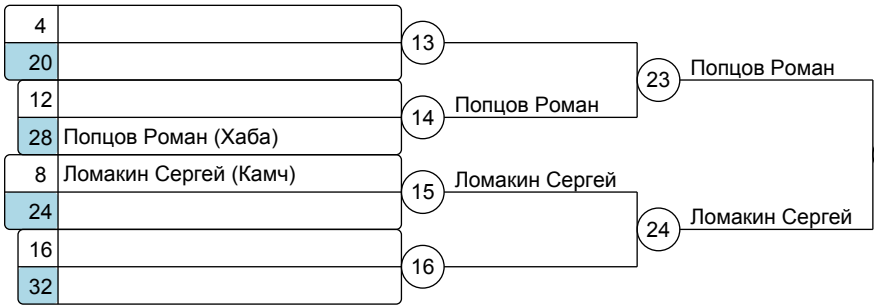 4
13
20
23 Попцов Роман
12
14 Попцов Роман
28 Попцов Роман (Хаба)
8 Ломакин Сергей (Камч)
15 Ломакин Сергей
24
24 Ломакин Сергей
16
16
32